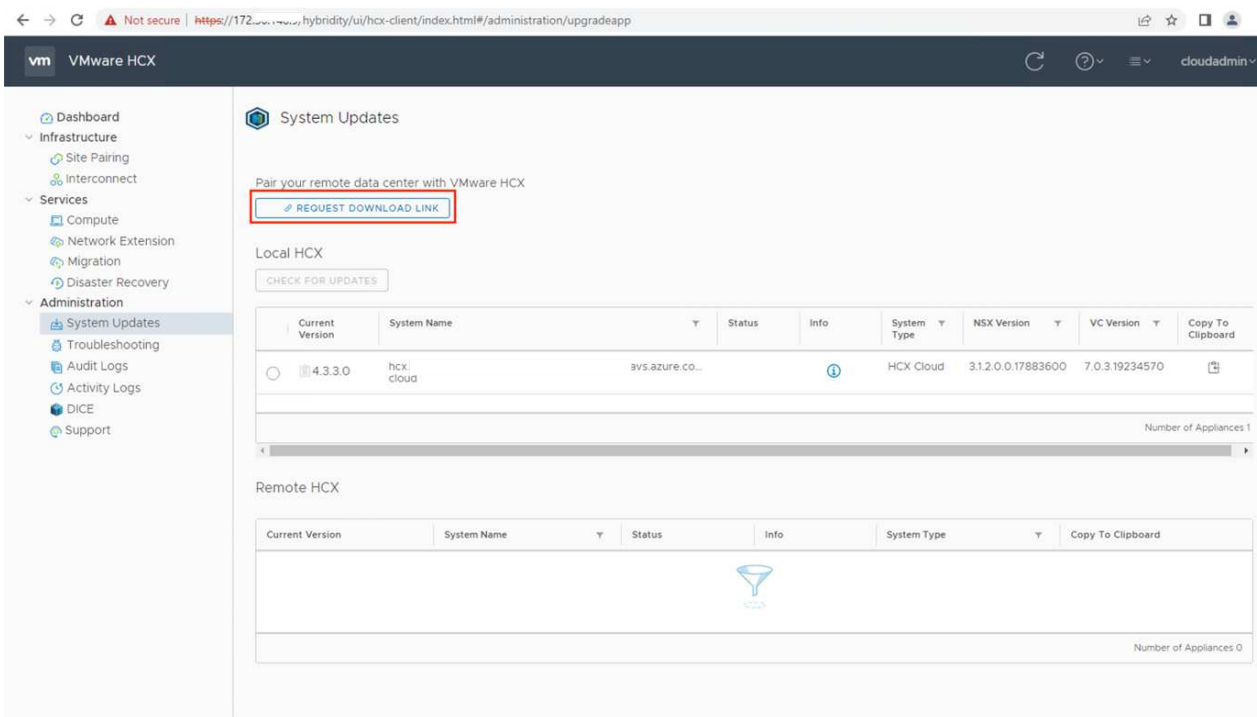 Not secure | https://172. /hybridity/ui/hcx-client/index.html#/administration/upgradeapp
vm VMware HCX
cloudadmin
Dashboard
Infrastructure
Site Pairing
Interconnect
Services
Compute
Network Extension
Migration
Disaster Recovery
Administration
System Updates
Troubleshooting
Audit Logs
Activity Logs
DICE
Support
System Updates
Pair your remote data center with VMware HCX
REQUEST DOWNLOAD LINK
Local HCX
CHECK FOR UPDATES
Current Version System Name Status Info System Type NSX Version VC Version Copy To Clipboard
4.3.3.0 hcx cloud avs.azure.co... HCX Cloud 3.1.2.0.0.17883600 7.0.3.19234570
Number of Appliances 1
Remote HCX
Current Version System Name Status Info System Type Copy To Clipboard
Number of Appliances 0